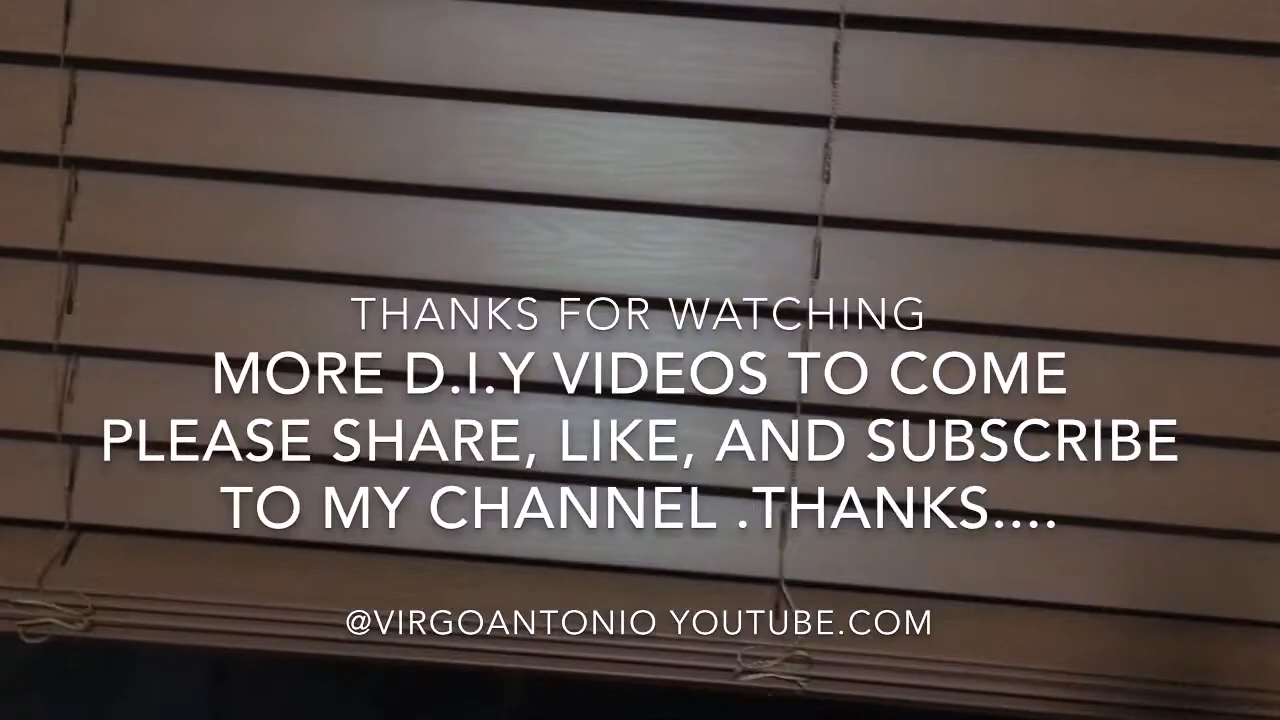 THANKS FOR WATCHING
MORE D.I.Y VIDEOS TO COME
PLEASE SHARE, LIKE, AND SUBSCRIBE
TO MY CHANNEL .THANKS....
@VIRGOANTONIO YOUTUBE.COM